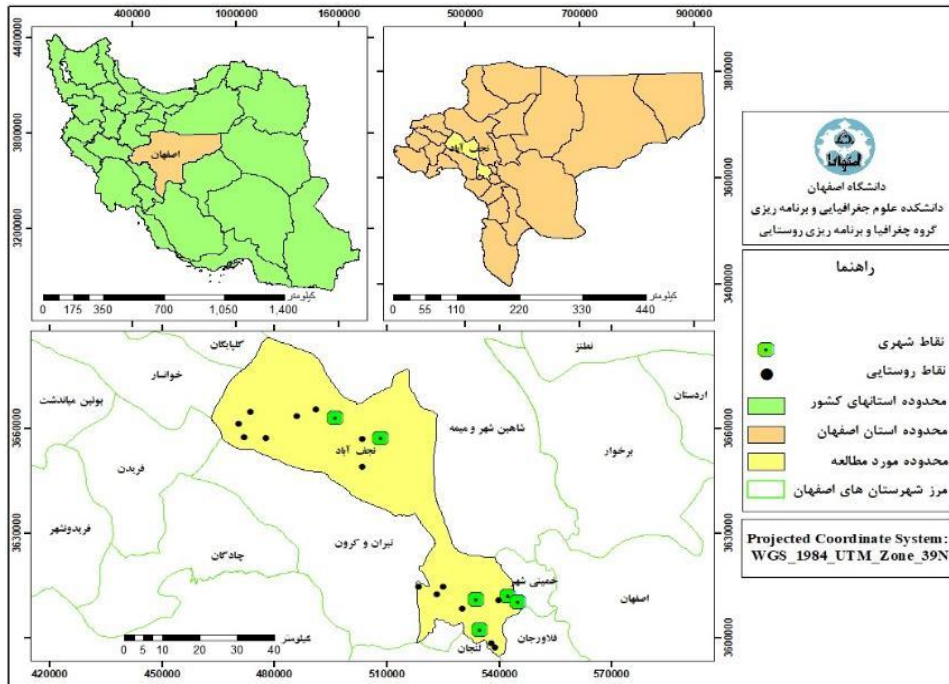 400000 1000000 1600000
4400000
3800000
3200000
اصفهان
0 175 350 700 1,050 1,400
کیلومتر
500000 700000 900000
3800000
3600000
3400000
نجف آباد
0 55 110 220 330 440
کیلومتر
اصفهان
دانشگاه اصفهان
دانشکده علوم جغرافیایی و برنامه ریزی
گروه چغرافیا و برنامه ریزی روستایی
راهنما
نقاط شهری
نقاط روستایی
محدوده استانهای کشور
محدوده استان اصفهان
محدوده مورد مطالعه
مرز شهرستان های اصفهان
Projected Coordinate System:
WGS_1984_UTM_Zone_39N
گلپایگان
خوانسار
بوئین میاندشت
نطنز
اردستان
شاهین شهر و میمه
برخوار
نجف آباد
فریدن
فریدونشهر
تیران و کرون
چادگان
خمینی شهر
اصفهان
فلاورجان
لنجان
0 5 10 20 30 40
کیلومتر
3660000
3630000
3660000
3630000
3600000
420000 450000 480000 510000 540000 570000